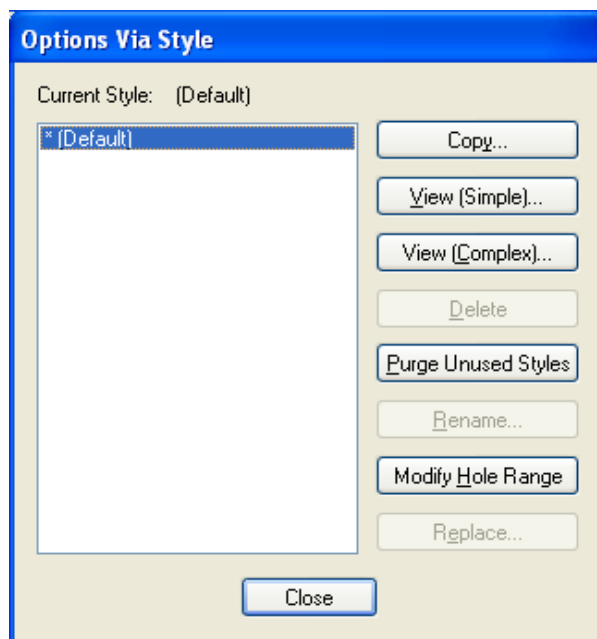 Options Via Style
Current Style: (Default)
* (Default)
Copy...
View (Simple)...
View (Complex)...
Delete
Purge Unused Styles
Rename...
Modify Hole Range
Replace...
Close